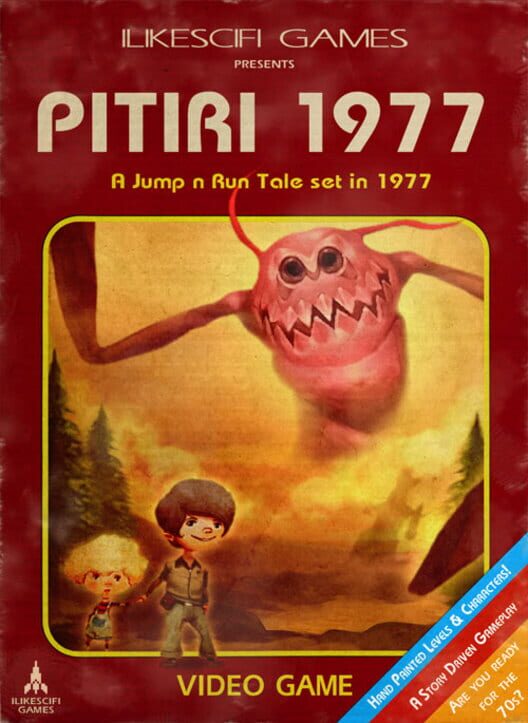 ILIKESCIFI GAMES
PRESENTS
PITIRI 1977
A Jump n Run Tale set in 1977
Hand Painted Levels & Characters!
A Story Driven Gameplay
Are you ready
for the
70s?
VIDEO GAME
ILIKESCIFI
GAMES